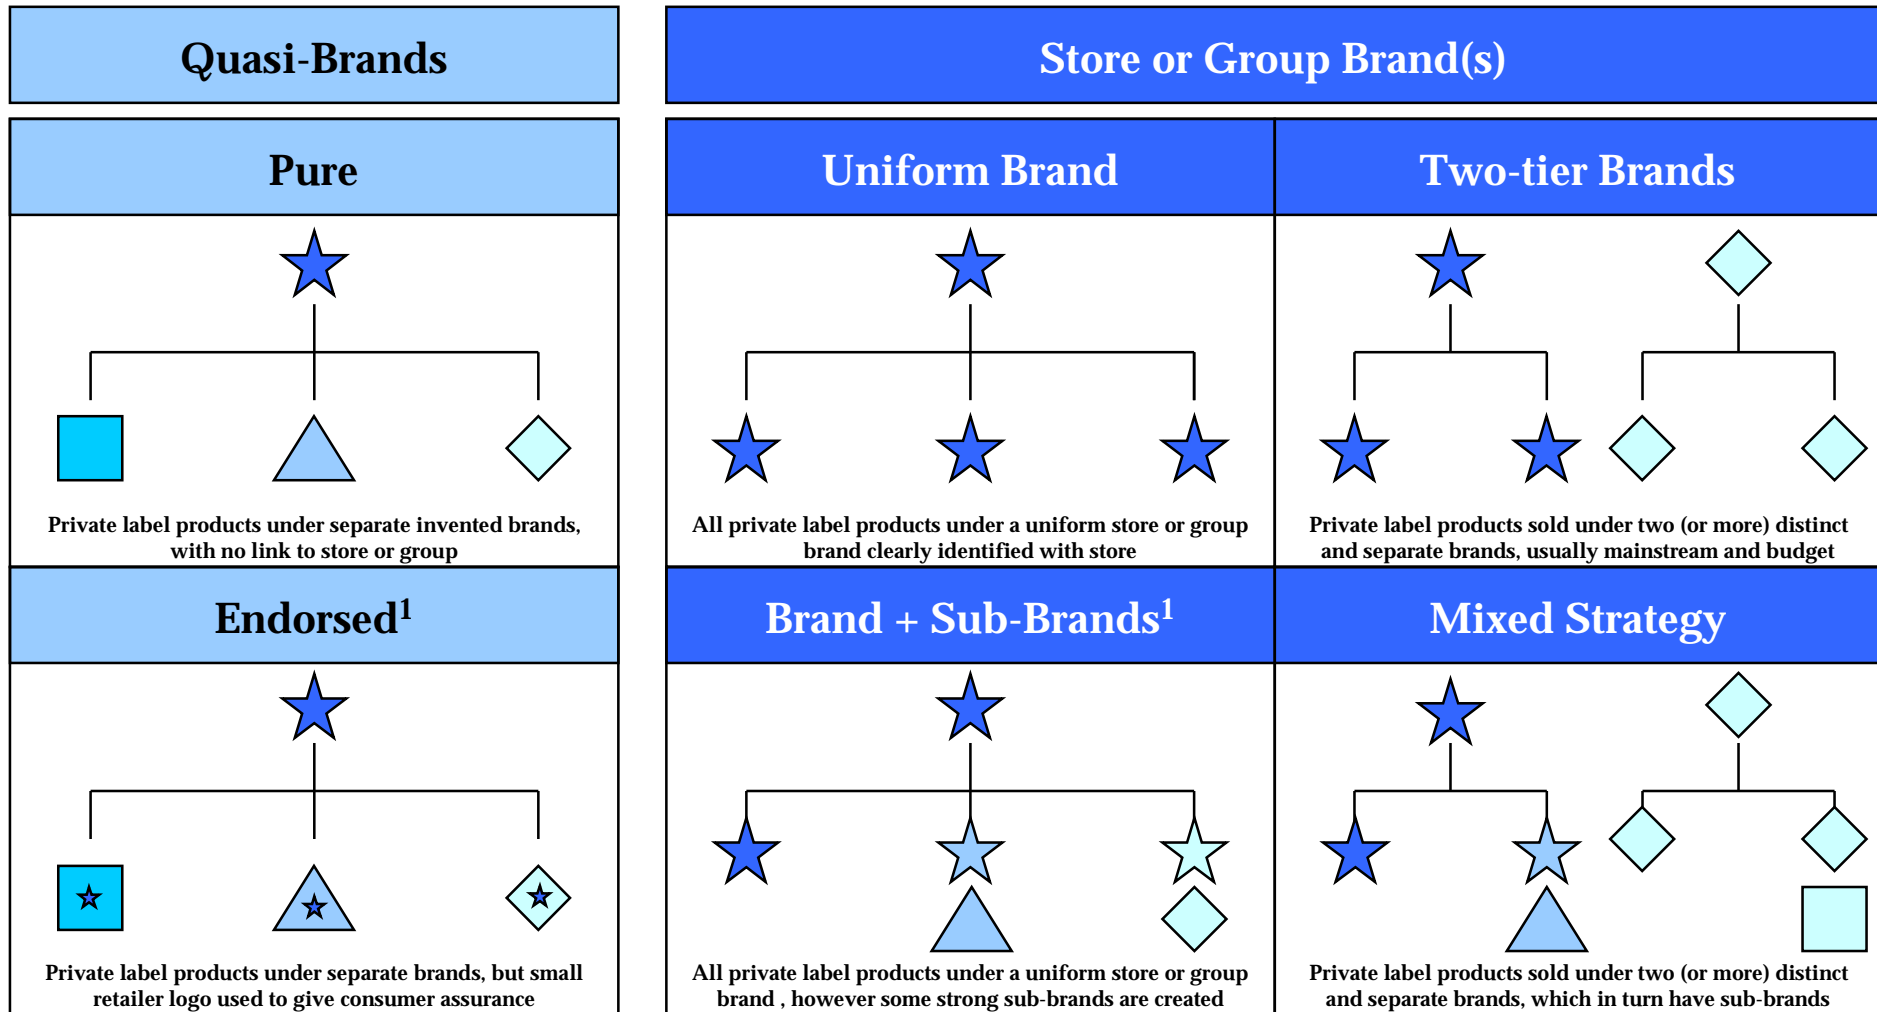 Quasi-Brands
Store or Group Brand(s)
Pure
Uniform Brand
Two-tier Brands
Private label products under separate invented brands,
with no link to store or group
All private label products under a uniform store or group
brand clearly identified with store
Private label products sold under two (or more) distinct
and separate brands, usually mainstream and budget
Endorsed¹
Brand + Sub-Brands¹
Mixed Strategy
Private label products under separate brands, but small
retailer logo used to give consumer assurance
All private label products under a uniform store or group
brand , however some strong sub-brands are created
Private label products sold under two (or more) distinct
and separate brands, which in turn have sub-brands